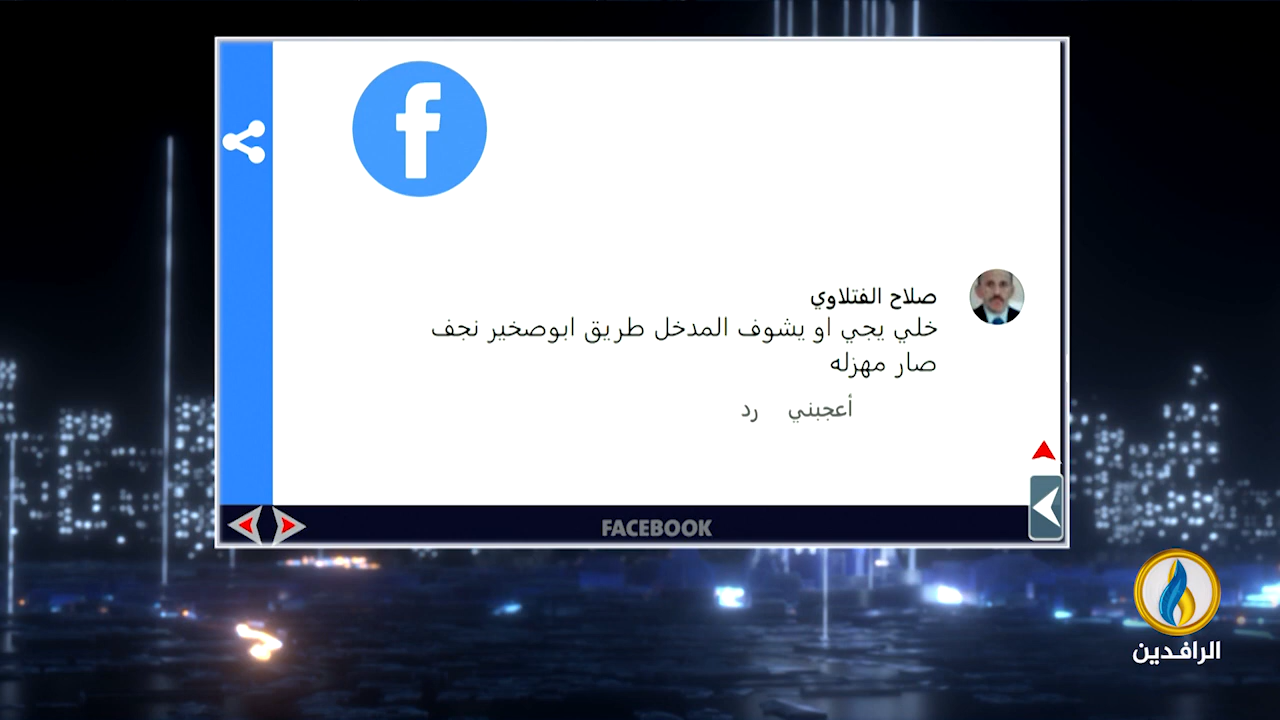 صلاح الفتلاوي
خلي يجي او يشوف المدخل طريق ابوصخير نجف
صار مهزله
أعجبني رد
FACEBOOK
الرافدين